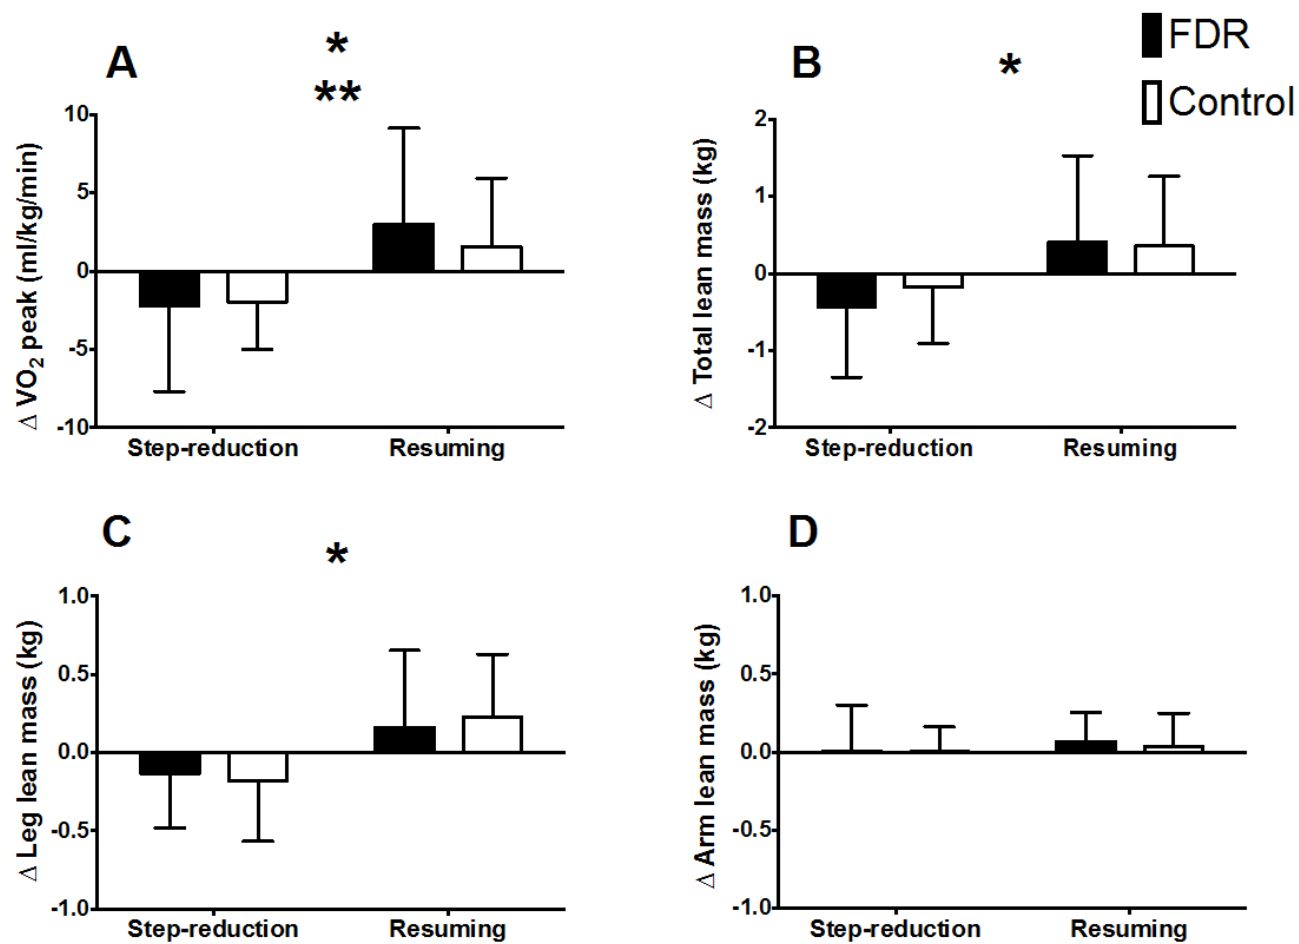 A
*
**
Δ VO2 peak (ml/kg/min)
10
5
0
-5
-10
Step-reduction Resuming
B
*
FDR
Control
Δ Total lean mass (kg)
2
1
0
-1
-2
Step-reduction Resuming
C
*
Δ Leg lean mass (kg)
1.0
0.5
0.0
-0.5
-1.0
Step-reduction Resuming
D
Δ Arm lean mass (kg)
1.0
0.5
0.0
-0.5
-1.0
Step-reduction Resuming